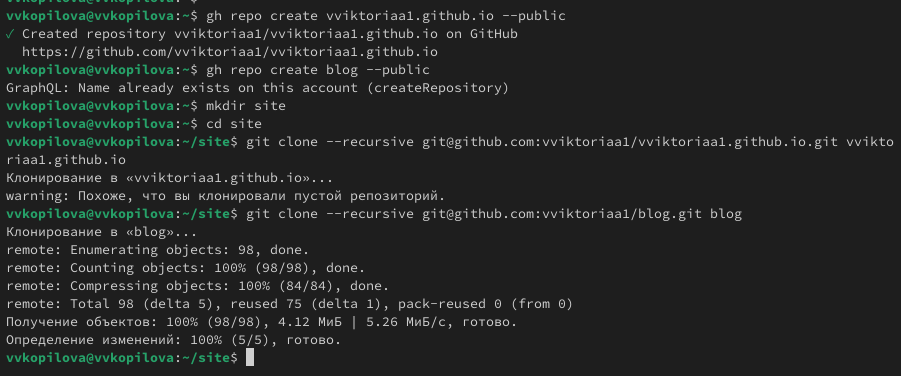 vvkopilova@vvkopilova:~$ gh repo create vviktoriaa1.github.io --public
✓ Created repository vviktoriaa1/vviktoriaa1.github.io on GitHub
  https://github.com/vviktoriaa1/vviktoriaa1.github.io
vvkopilova@vvkopilova:~$ gh repo create blog --public
GraphQL: Name already exists on this account (createRepository)
vvkopilova@vvkopilova:~$ mkdir site
vvkopilova@vvkopilova:~$ cd site
vvkopilova@vvkopilova:~/site$ git clone --recursive git@github.com:vviktoriaa1/vviktoriaa1.github.io.git vvikto
riaa1.github.io
Клонирование в «vviktoriaa1.github.io»...
warning: Похоже, что вы клонировали пустой репозиторий.
vvkopilova@vvkopilova:~/site$ git clone --recursive git@github.com:vviktoriaa1/blog.git blog
Клонирование в «blog»...
remote: Enumerating objects: 98, done.
remote: Counting objects: 100% (98/98), done.
remote: Compressing objects: 100% (84/84), done.
remote: Total 98 (delta 5), reused 75 (delta 1), pack-reused 0 (from 0)
Получение объектов: 100% (98/98), 4.12 МиБ | 5.26 МиБ/с, готово.
Определение изменений: 100% (5/5), готово.
vvkopilova@vvkopilova:~/site$